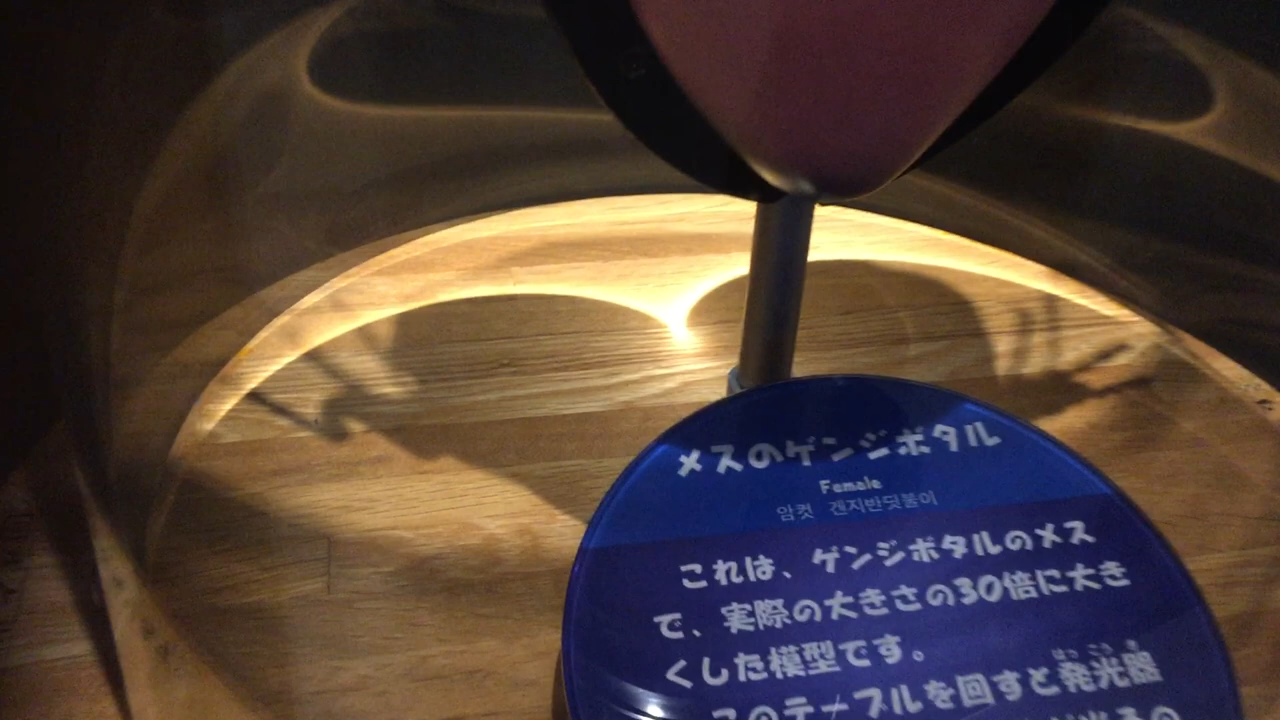 メスのゲンジボタル
Female
암컷 겐지반딧불이
これは、ゲンジボタルのメス
で、実際の大きさの30倍に大き
くした模型です。
このテーブルを回すと発光器